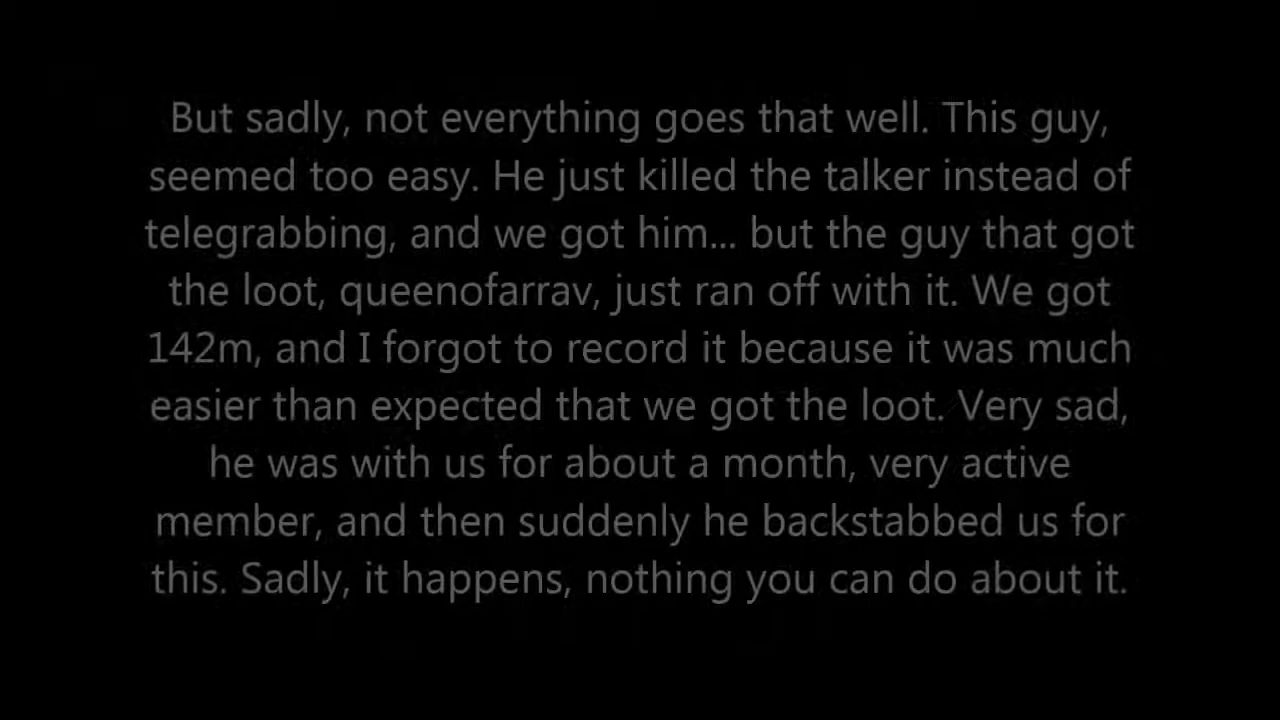 But sadly, not everything goes that well. This guy,
seemed too easy. He just killed the talker instead of
telegrabbing, and we got him... but the guy that got
the loot, queenofarrav, just ran off with it. We got
142m, and I forgot to record it because it was much
easier than expected that we got the loot. Very sad,
he was with us for about a month, very active
member, and then suddenly he backstabbed us for
this. Sadly, it happens, nothing you can do about it.